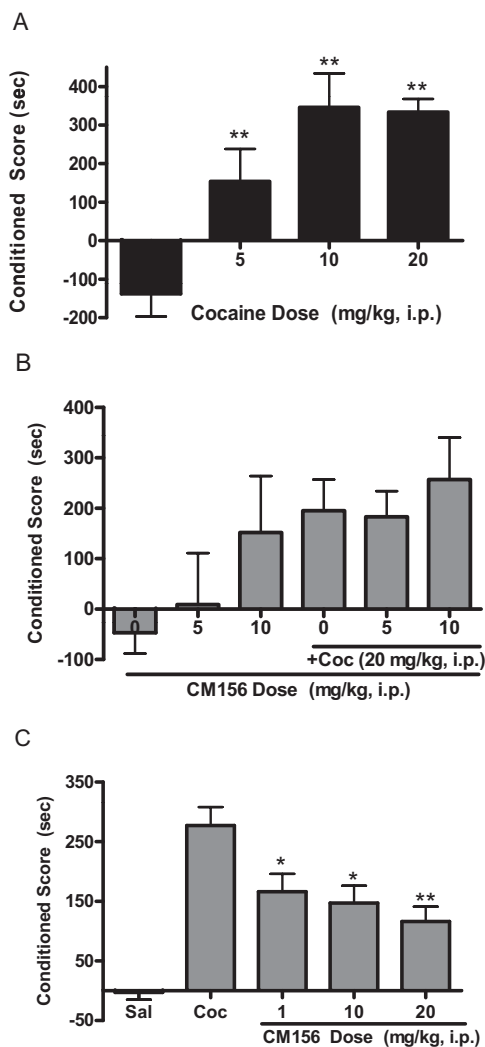 A
Conditioned Score (sec)
400
300
200
100
0
-100
-200
**
**
**
5 10 20
Cocaine Dose (mg/kg, i.p.)
B
Conditioned Score (sec)
400
300
200
100
0
-100
0 5 10 0 5 10
+Coc (20 mg/kg, i.p.)
CM156 Dose (mg/kg, i.p.)
C
Conditioned Score (sec)
350
250
150
50
-50
*
*
**
Sal Coc 1 10 20
CM156 Dose (mg/kg, i.p.)